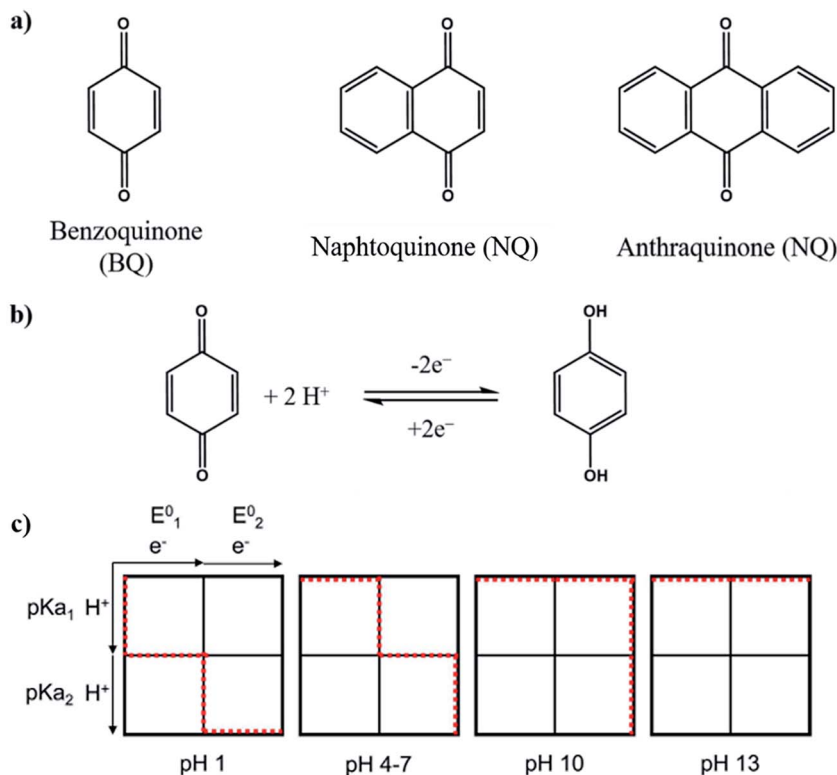 a)
O
O
O
O
O
O
Benzoquinone
(BQ)
Naphtoquinone (NQ)
Anthraquinone (NQ)
b)
O
OH
+ 2 H⁺
-2e⁻
+2e⁻
O
OH
c)
E⁰₁
E⁰₂
e⁻
e⁻
pKa₁ H⁺
pKa₂ H⁺
pH 1
pH 4-7
pH 10
pH 13